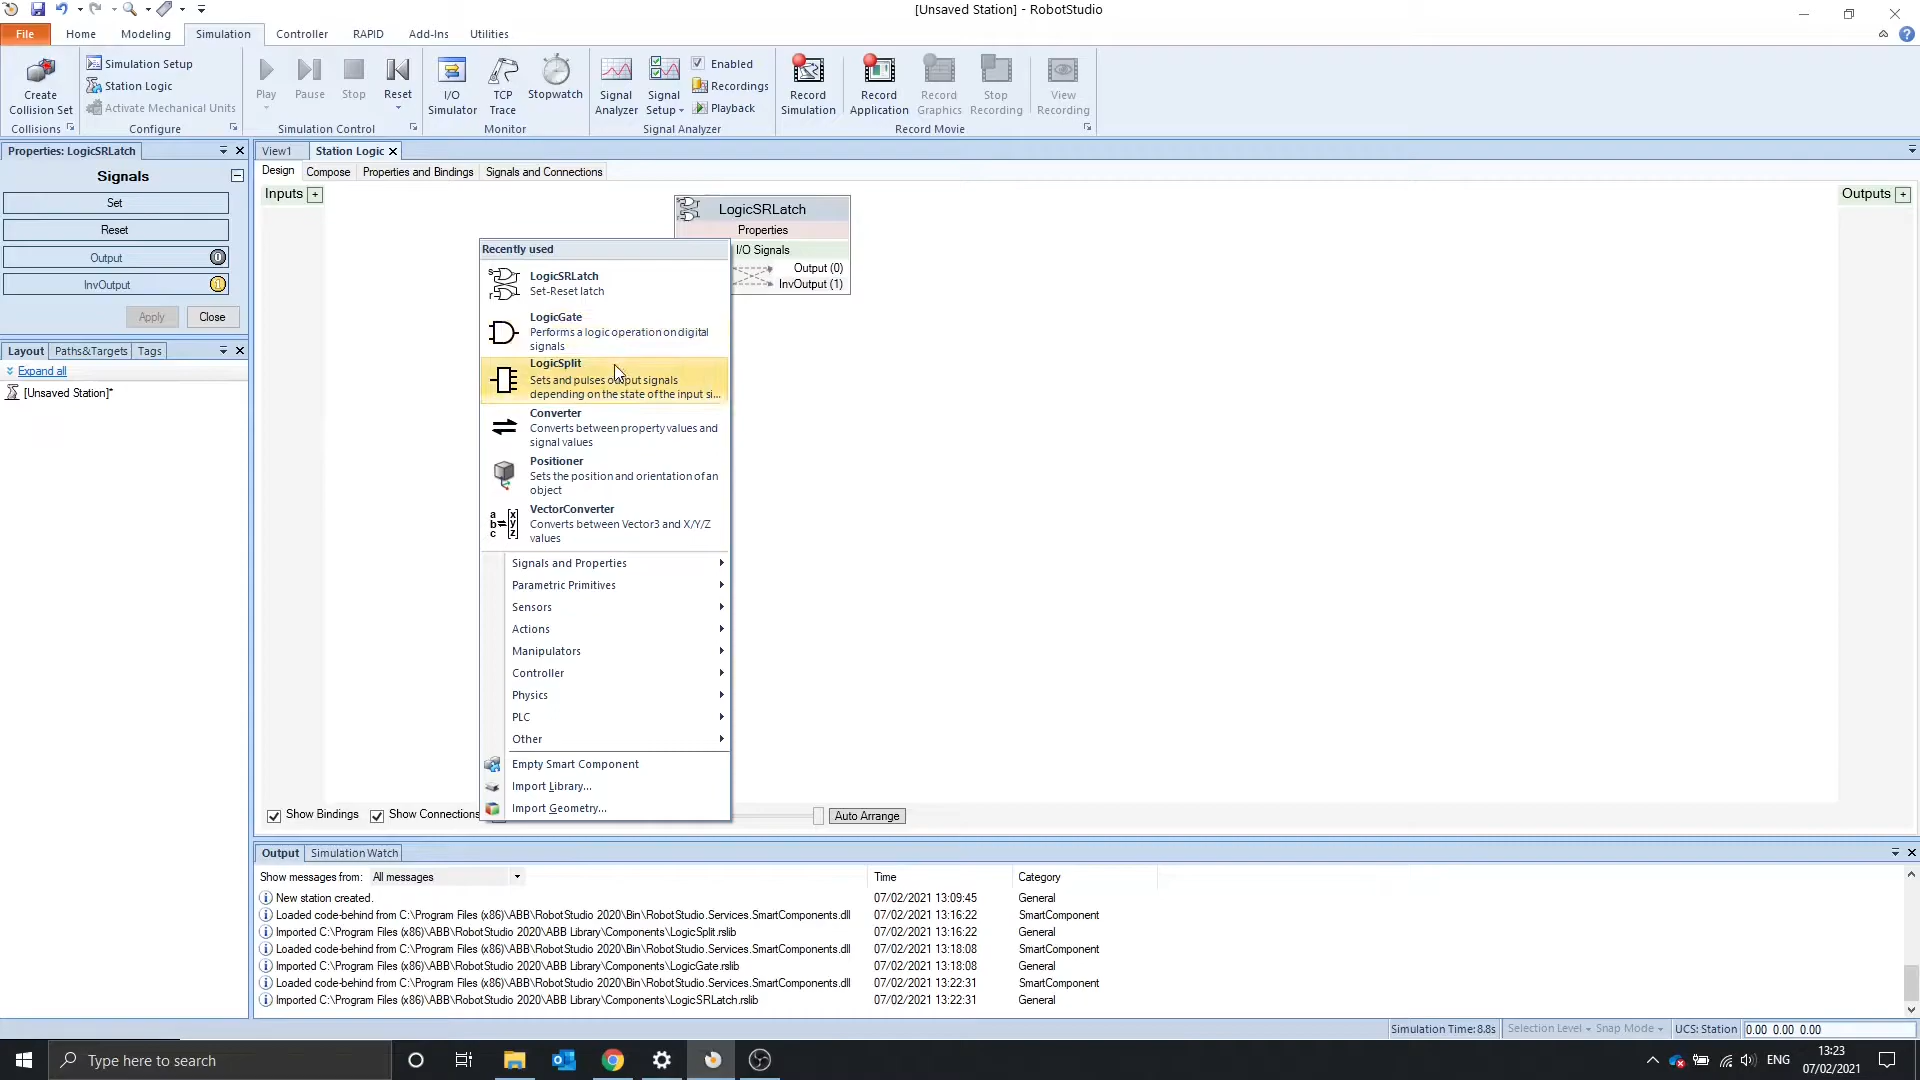 [Unsaved Station] - RobotStudio
File Home Modeling Simulation Controller RAPID Add-Ins Utilities
Create
Collision Set
Collisions
Simulation Setup
Station Logic
Activate Mechanical Units
Configure
Play Pause Stop Reset
Simulation Control
I/O
Simulator
TCP
Trace
Stopwatch
Monitor
Signal
Analyzer
Signal
Setup
Enabled
Recordings
Playback
Signal Analyzer
Record
Simulation
Record
Application
Record
Graphics
Stop
Recording
View
Recording
Record Movie
Properties: LogicSRLatch
Signals
Set
Reset
Output 0
InvOutput 1
Apply Close
Layout Paths&Targets Tags
Expand all
[Unsaved Station]*
View1 Station Logic
Design Compose Properties and Bindings Signals and Connections
Inputs +
Outputs +
LogicSRLatch
Properties
I/O Signals
Output (0)
InvOutput (1)
Recently used
LogicSRLatch
Set-Reset latch
LogicGate
Performs a logic operation on digital
signals
LogicSplit
Sets and pulses output signals
depending on the state of the input si...
Converter
Converts between property values and
signal values
Positioner
Sets the position and orientation of an
object
VectorConverter
Converts between Vector3 and X/Y/Z
values
Signals and Properties
Parametric Primitives
Sensors
Actions
Manipulators
Controller
Physics
PLC
Other
Empty Smart Component
Import Library...
Import Geometry...
Show Bindings Show Connections Auto Arrange
Output Simulation Watch
Show messages from: All messages Time Category
New station created. 07/02/2021 13:09:45 General
Loaded code-behind from C:\Program Files (x86)\ABB\RobotStudio 2020\Bin\RobotStudio.Services.SmartComponents.dll 07/02/2021 13:16:22 SmartComponent
Imported C:\Program Files (x86)\ABB\RobotStudio 2020\ABB Library\Components\LogicSplit.rslib 07/02/2021 13:16:22 General
Loaded code-behind from C:\Program Files (x86)\ABB\RobotStudio 2020\Bin\RobotStudio.Services.SmartComponents.dll 07/02/2021 13:18:08 SmartComponent
Imported C:\Program Files (x86)\ABB\RobotStudio 2020\ABB Library\Components\LogicGate.rslib 07/02/2021 13:18:08 General
Loaded code-behind from C:\Program Files (x86)\ABB\RobotStudio 2020\Bin\RobotStudio.Services.SmartComponents.dll 07/02/2021 13:22:31 SmartComponent
Imported C:\Program Files (x86)\ABB\RobotStudio 2020\ABB Library\Components\LogicSRLatch.rslib 07/02/2021 13:22:31 General
Simulation Time: 8.8s Selection Level Snap Mode UCS: Station 0.00 0.00 0.00
Type here to search
ENG
13:23
07/02/2021